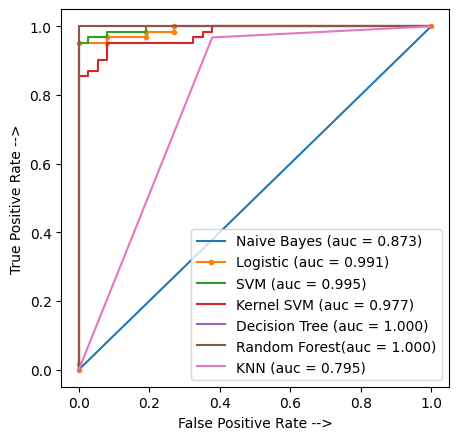 1.0
0.8
0.6
0.4
0.2
0.0
True Positive Rate -->
Naive Bayes (auc = 0.873)
Logistic (auc = 0.991)
SVM (auc = 0.995)
Kernel SVM (auc = 0.977)
Decision Tree (auc = 1.000)
Random Forest(auc = 1.000)
KNN (auc = 0.795)
0.0 0.2 0.4 0.6 0.8 1.0
False Positive Rate -->